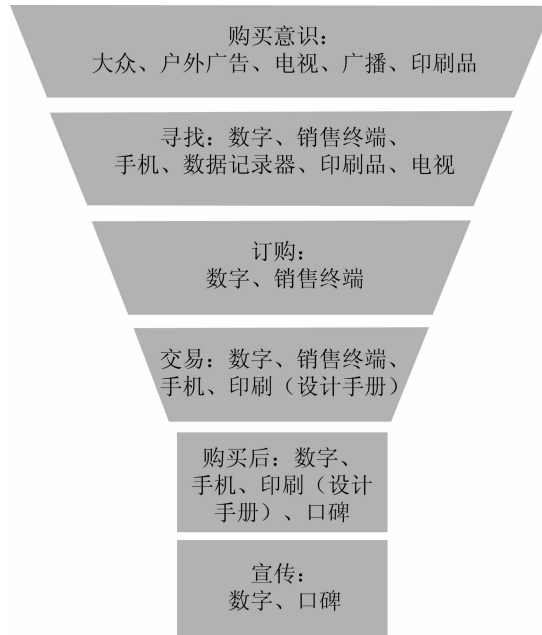 购买意识：
大众、户外广告、电视、广播、印刷品
寻找：数字、销售终端、
手机、数据记录器、印刷品、电视
订购：
数字、销售终端
交易：数字、销售终端、
手机、印刷（设计手册）
购买后：数字、
手机、印刷（设计
手册）、口碑
宣传：
数字、口碑